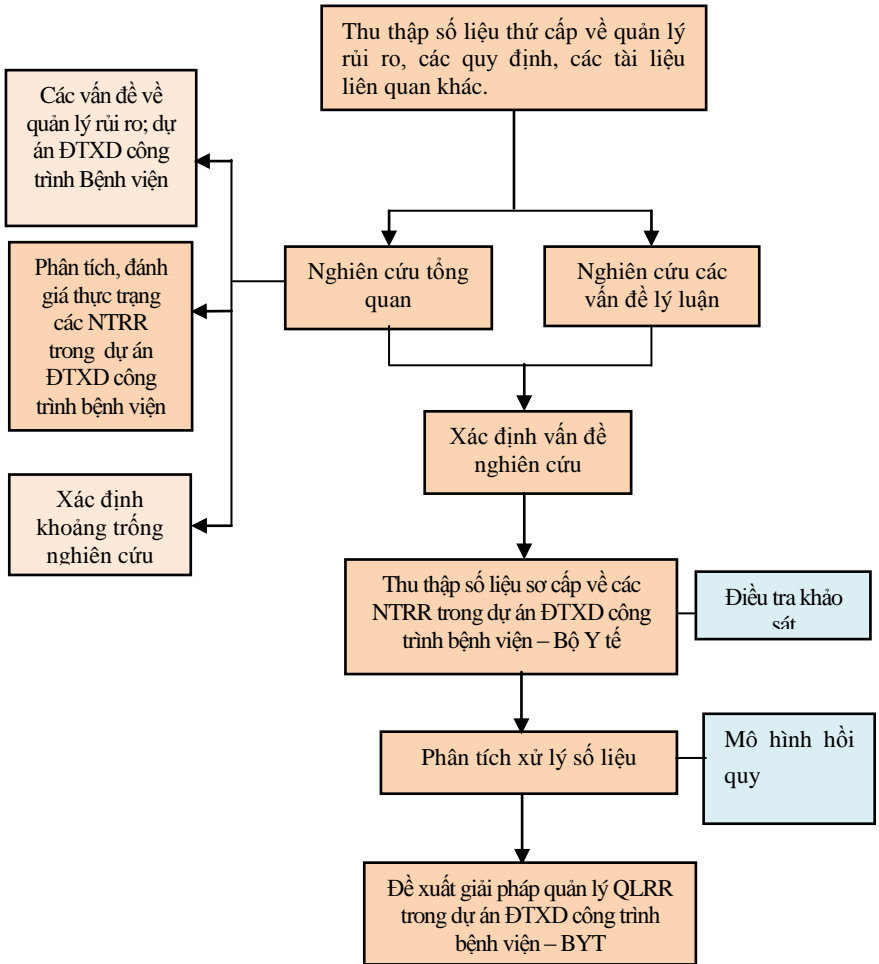 Thu thập số liệu thứ cấp về quản lý
rủi ro, các quy định, các tài liệu
liên quan khác.
Các vấn đề về
quản lý rủi ro; dự
án ĐTXD công
trình Bệnh viện
Phân tích, đánh
giá thực trạng
các NTRR
trong dự án
ĐTXD công
trình bệnh viện
Xác định
khoảng trống
nghiên cứu
Nghiên cứu tổng
quan
Nghiên cứu các
vấn đề lý luận
Xác định vấn đề
nghiên cứu
Thu thập số liệu sơ cấp về các
NTRR trong dự án ĐTXD công
trình bệnh viện – Bộ Y tế
Điều tra khảo
sát
Phân tích xử lý số liệu
Mô hình hồi
quy
Đề xuất giải pháp quản lý QLRR
trong dự án ĐTXD công trình
bệnh viện – BYT